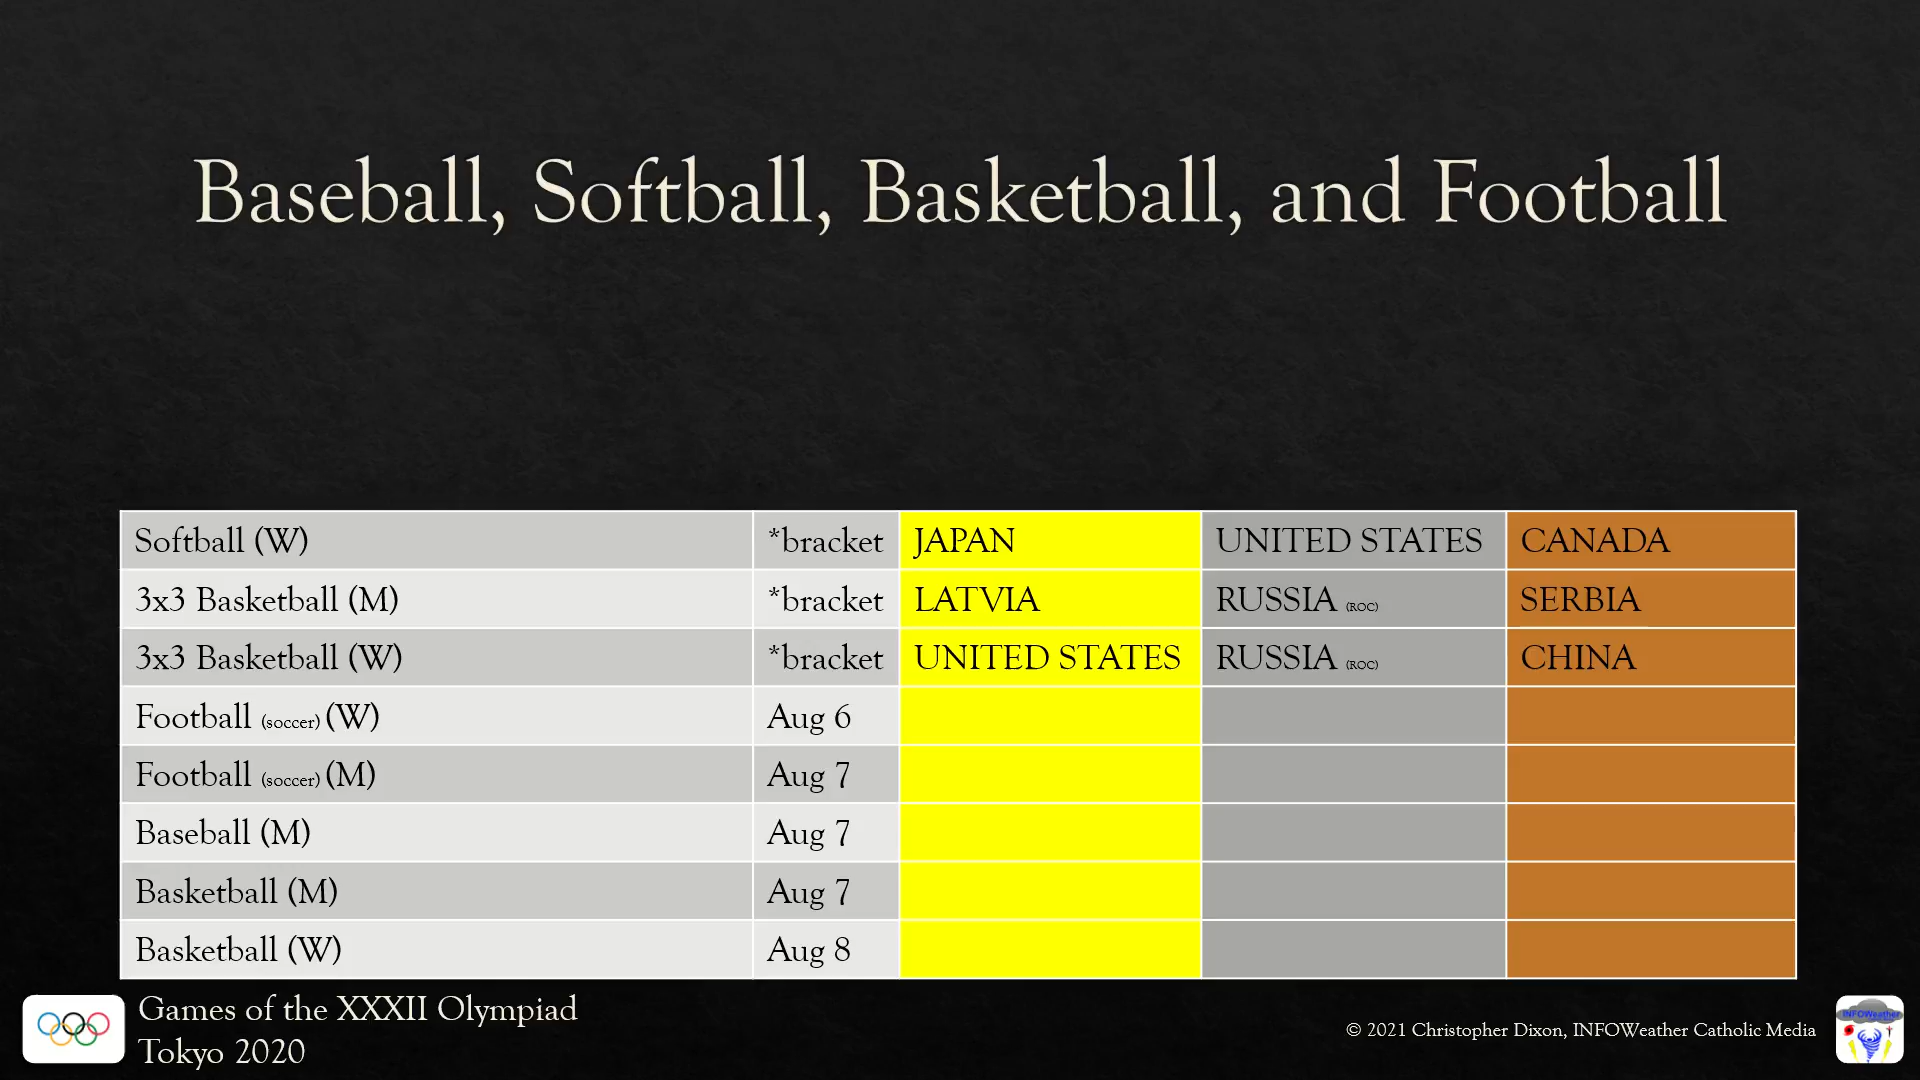 Baseball, Softball, Basketball, and Football
Softball (W) *bracket JAPAN UNITED STATES CANADA
3x3 Basketball (M) *bracket LATVIA RUSSIA (ROC) SERBIA
3x3 Basketball (W) *bracket UNITED STATES RUSSIA (ROC) CHINA
Football (soccer) (W) Aug 6
Football (soccer) (M) Aug 7
Baseball (M) Aug 7
Basketball (M) Aug 7
Basketball (W) Aug 8
Games of the XXXII Olympiad
Tokyo 2020
© 2021 Christopher Dixon, INFOWeather Catholic Media
INFOWeather